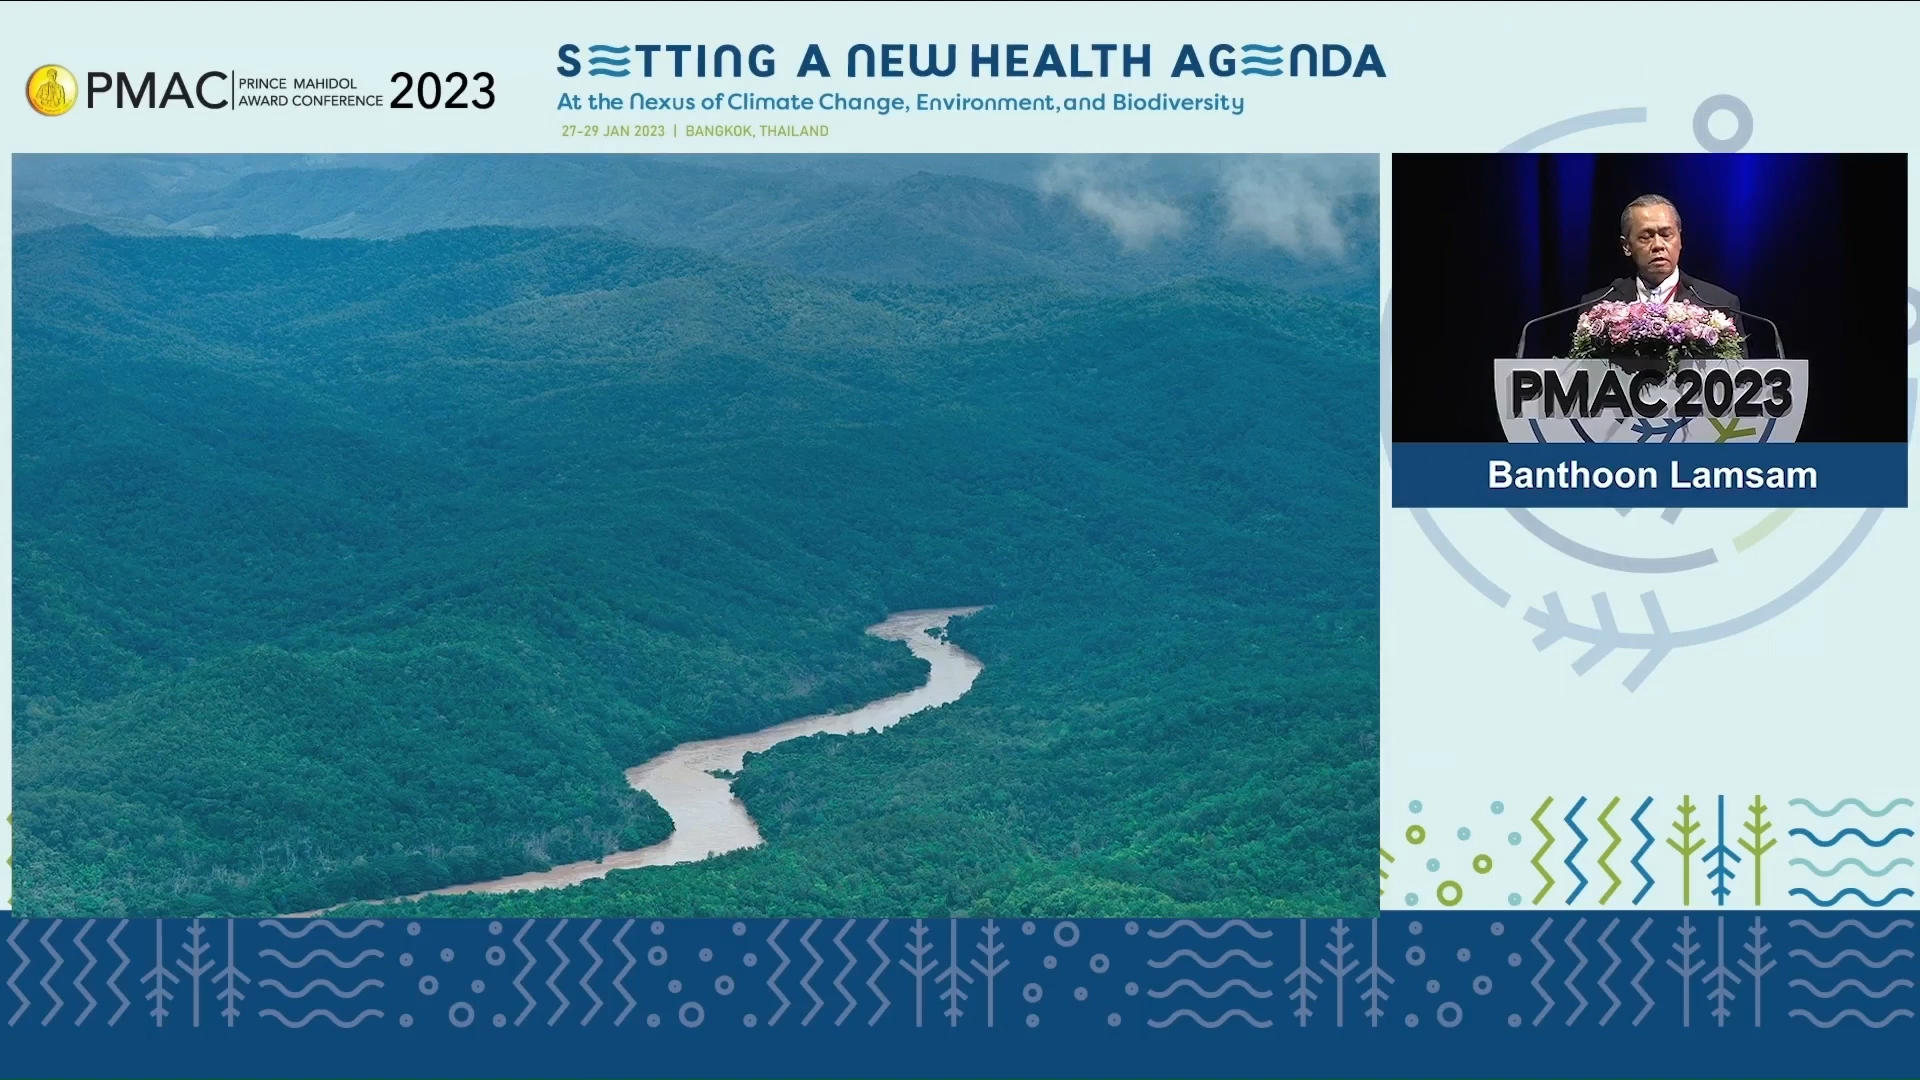 PMAC PRINCE MAHIDOL AWARD CONFERENCE 2023
SETTING A NEW HEALTH AGENDA
At the Nexus of Climate Change, Environment, and Biodiversity
27-29 JAN 2023 | BANGKOK, THAILAND
PMAC 2023
Banthoon Lamsam